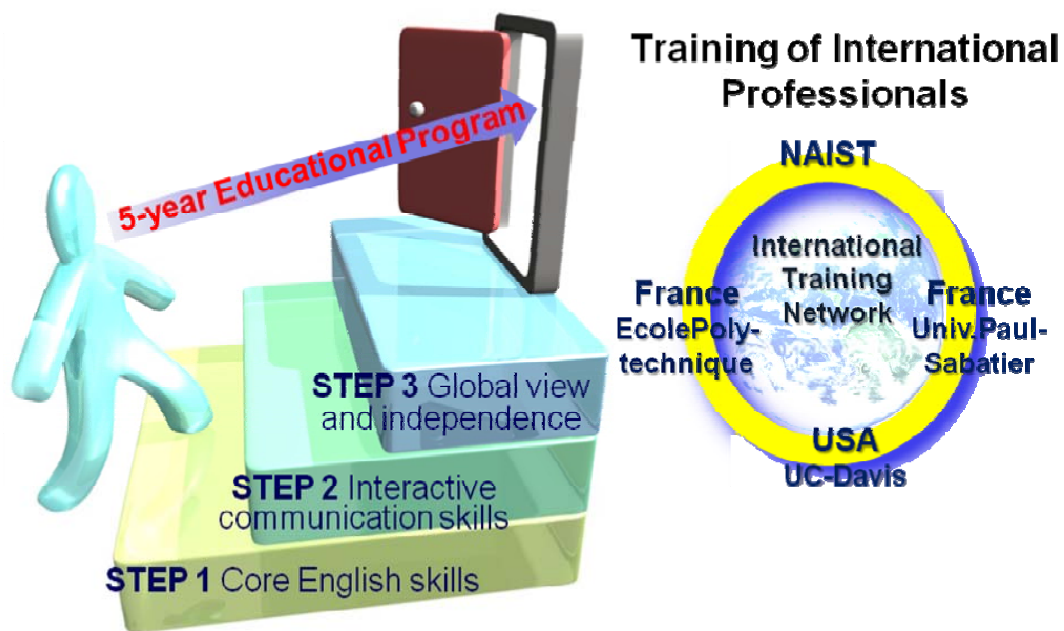 5-year Educational Program
STEP 3 Global view
and independence
STEP 2 Interactive
communication skills
STEP 1 Core English skills
Training of International
Professionals
NAIST
International
Training
Network
France
EcolePoly-
technique
France
Univ.Paul-
Sabatier
USA
UC-Davis